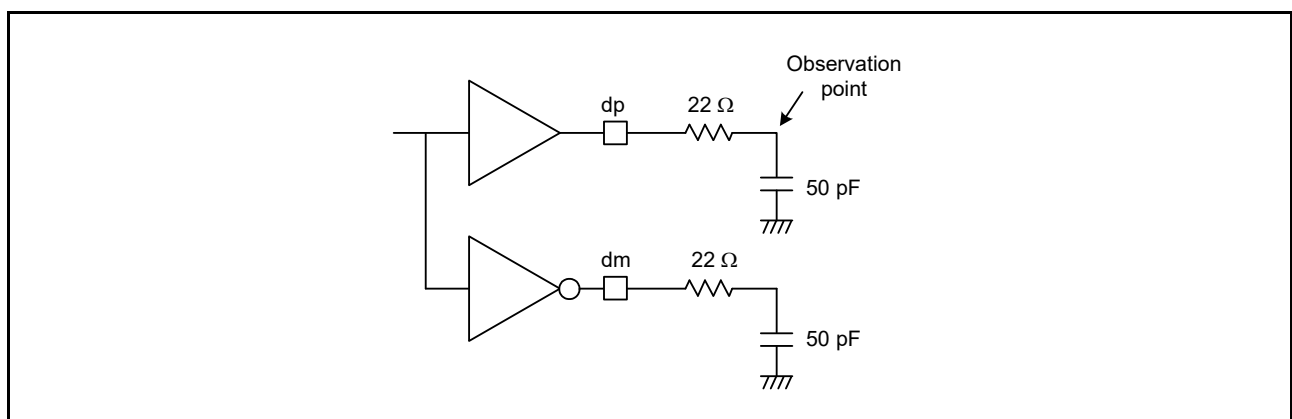 Observation
point
dp
22 Ω
50 pF
dm
22 Ω
50 pF